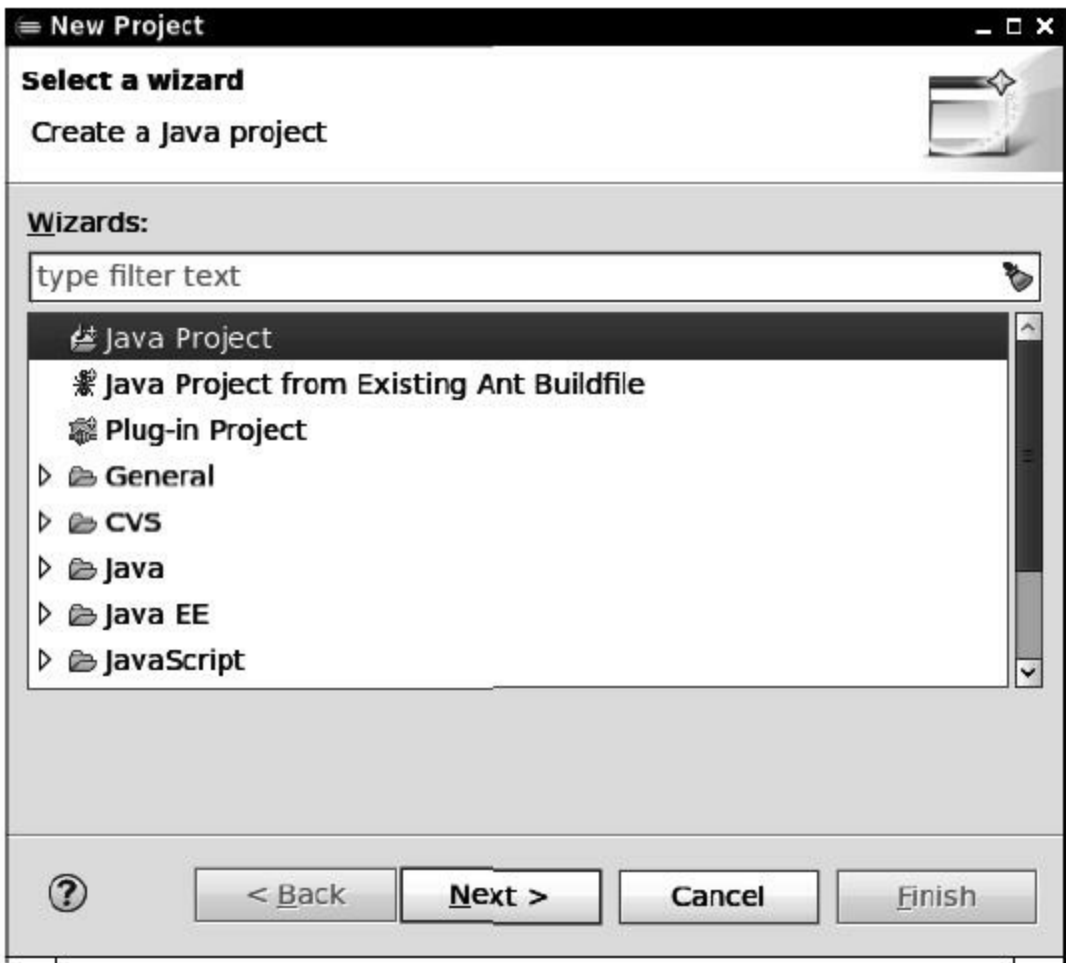 New Project
Select a wizard
Create a Java project
Wizards:
type filter text
Java Project
Java Project from Existing Ant Buildfile
Plug-in Project
General
CVS
Java
Java EE
JavaScript
? < Back Next > Cancel Finish